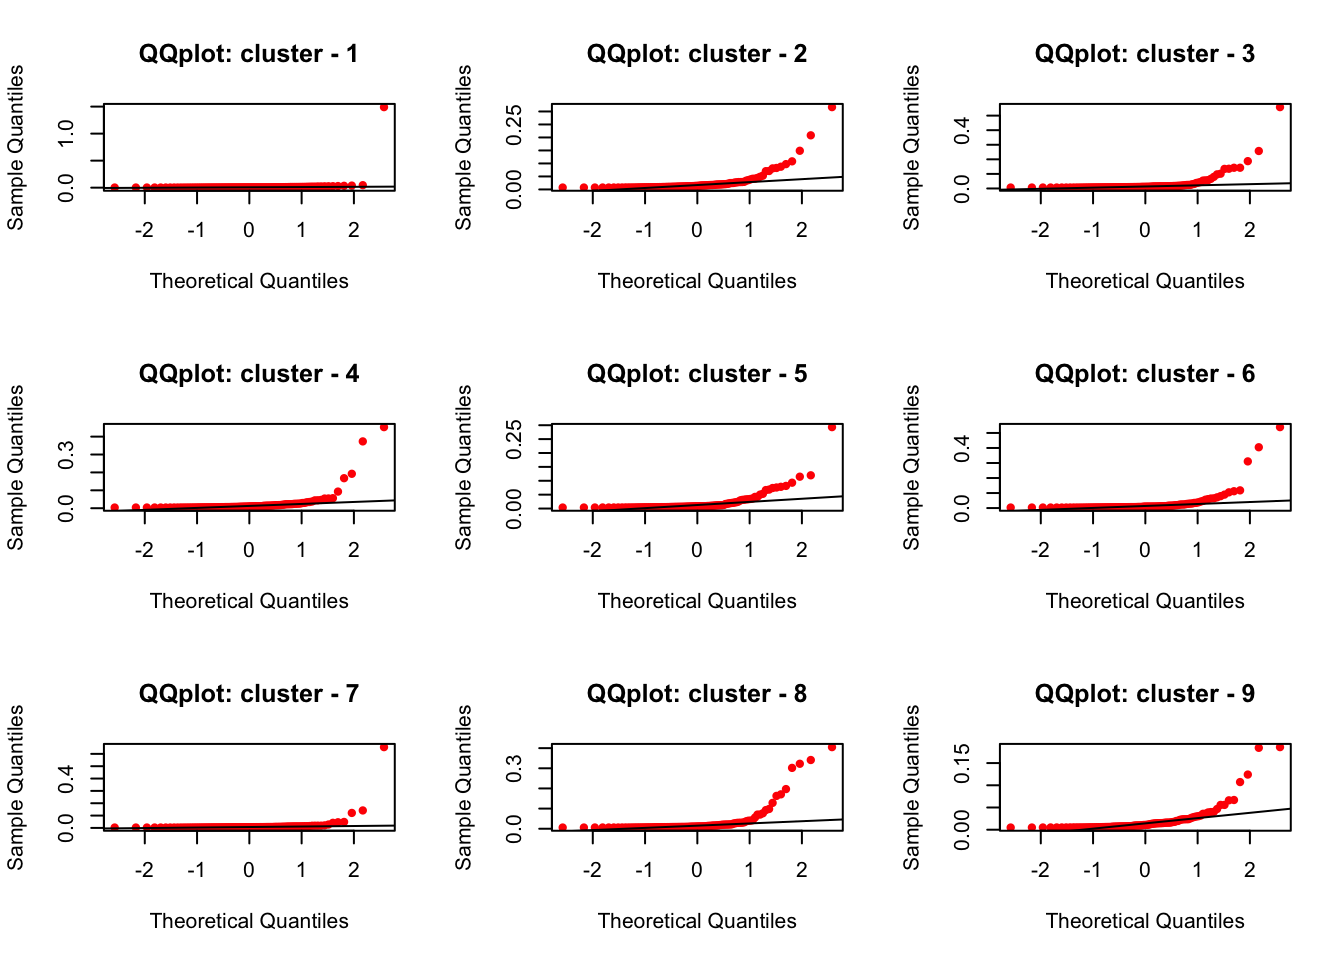 QQplot: cluster - 1
Sample Quantiles
0.0 1.0
-2 -1 0 1 2
Theoretical Quantiles
QQplot: cluster - 2
Sample Quantiles
0.00 0.25
-2 -1 0 1 2
Theoretical Quantiles
QQplot: cluster - 3
Sample Quantiles
0.0 0.4
-2 -1 0 1 2
Theoretical Quantiles
QQplot: cluster - 4
Sample Quantiles
0.0 0.3
-2 -1 0 1 2
Theoretical Quantiles
QQplot: cluster - 5
Sample Quantiles
0.00 0.25
-2 -1 0 1 2
Theoretical Quantiles
QQplot: cluster - 6
Sample Quantiles
0.0 0.4
-2 -1 0 1 2
Theoretical Quantiles
QQplot: cluster - 7
Sample Quantiles
0.0 0.4
-2 -1 0 1 2
Theoretical Quantiles
QQplot: cluster - 8
Sample Quantiles
0.0 0.3
-2 -1 0 1 2
Theoretical Quantiles
QQplot: cluster - 9
Sample Quantiles
0.00 0.15
-2 -1 0 1 2
Theoretical Quantiles